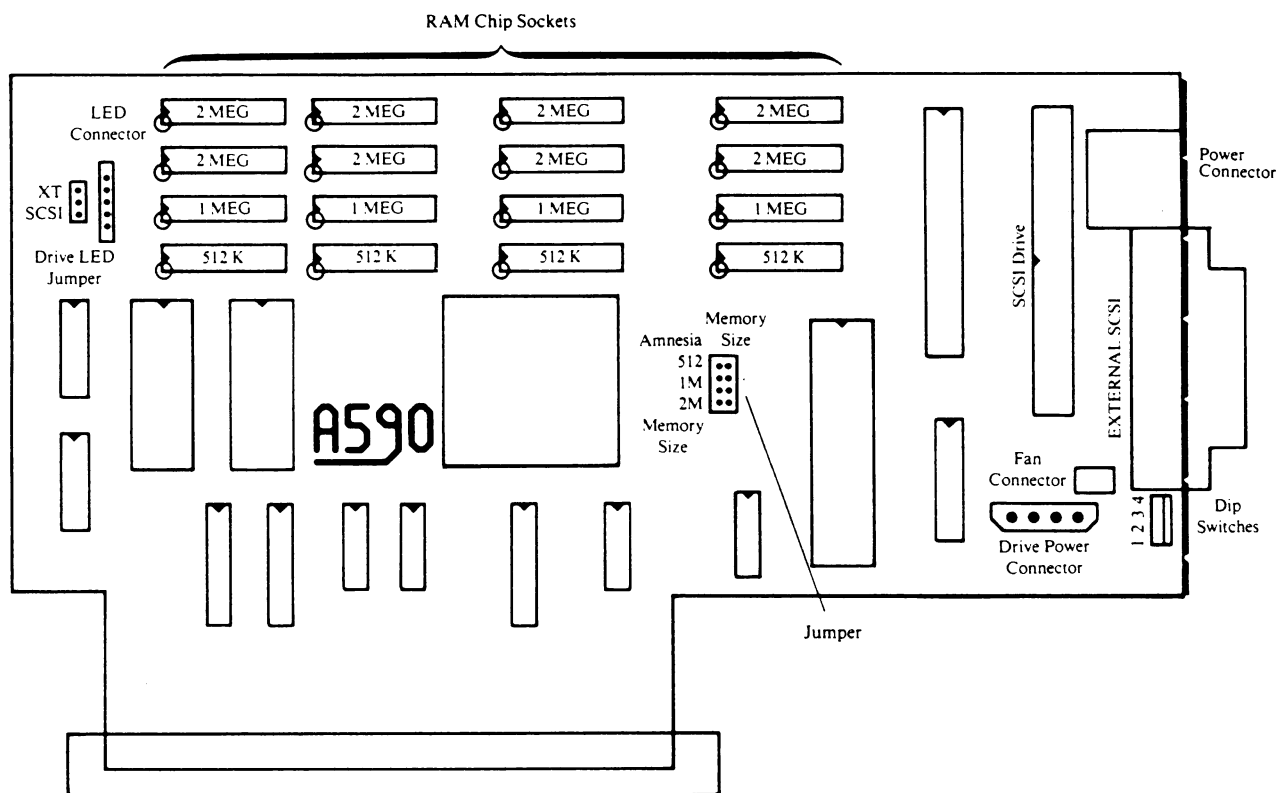 RAM Chip Sockets
LED
Connector
2 MEG 2 MEG 2 MEG 2 MEG
2 MEG 2 MEG 2 MEG 2 MEG
XT
SCSI
1 MEG 1 MEG 1 MEG 1 MEG
512 K 512 K 512 K 512 K
Drive LED
Jumper
Power
Connector
SCSI Drive
EXTERNAL SCSI
Memory
Size
Amnesia
512
1M
2M
Memory
Size
A590
Fan
Connector
Drive Power
Connector
1 2 3 4
Dip
Switches
Jumper